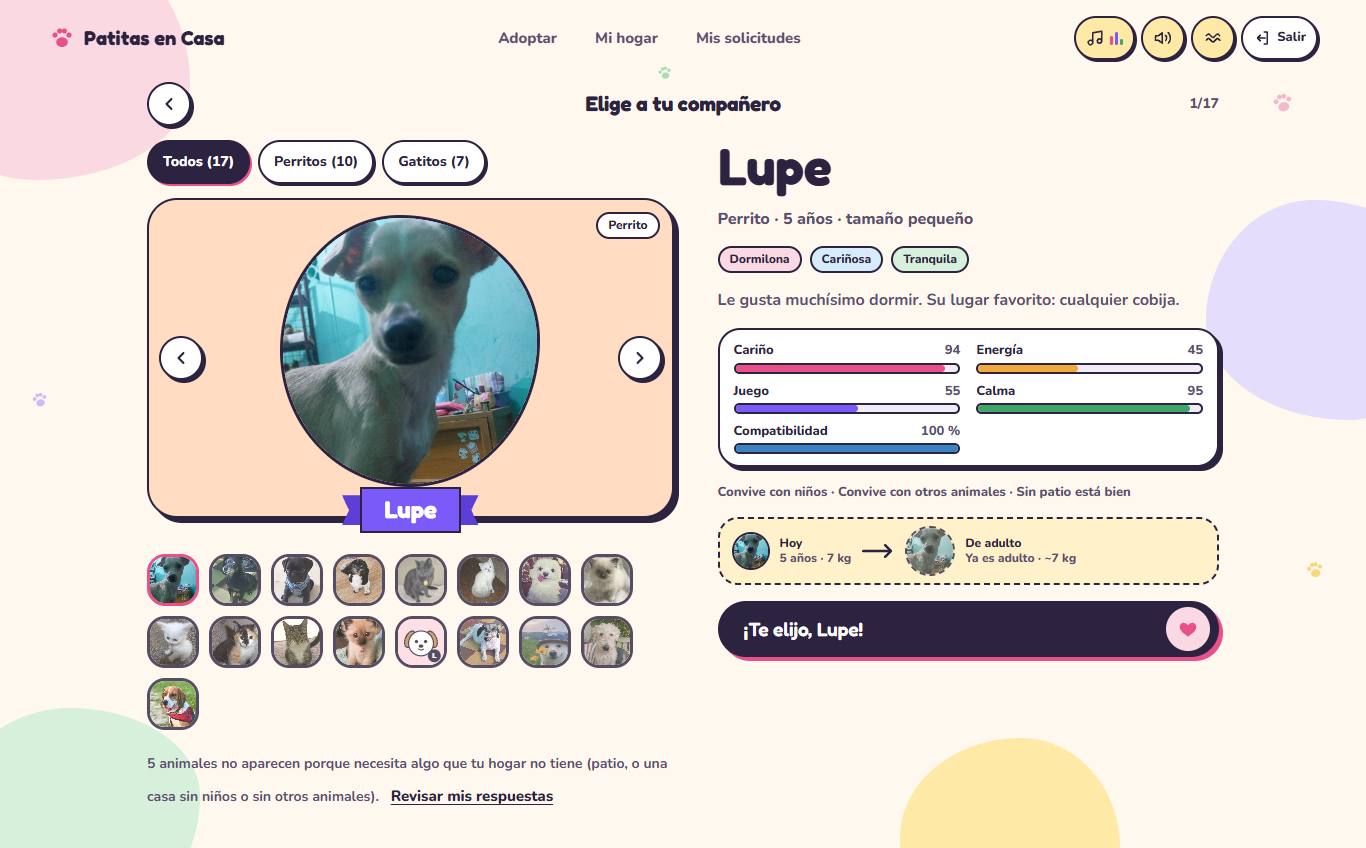 Patitas en Casa
Adoptar
Mi hogar
Mis solicitudes
Salir
Elige a tu compañero
1/17
Todos (17)
Perritos (10)
Gatitos (7)
Perrito
Lupe
Lupe
Perrito · 5 años · tamaño pequeño
Dormilona
Cariñosa
Tranquila
Le gusta muchísimo dormir. Su lugar favorito: cualquier cobija.
Cariño 94
Energía 45
Juego 55
Calma 95
Compatibilidad 100 %
Convive con niños · Convive con otros animales · Sin patio está bien
Hoy
5 años · 7 kg
De adulto
Ya es adulto · ~7 kg
¡Te elijo, Lupe!
L
5 animales no aparecen porque necesita algo que tu hogar no tiene (patio, o una
casa sin niños o sin otros animales). Revisar mis respuestas